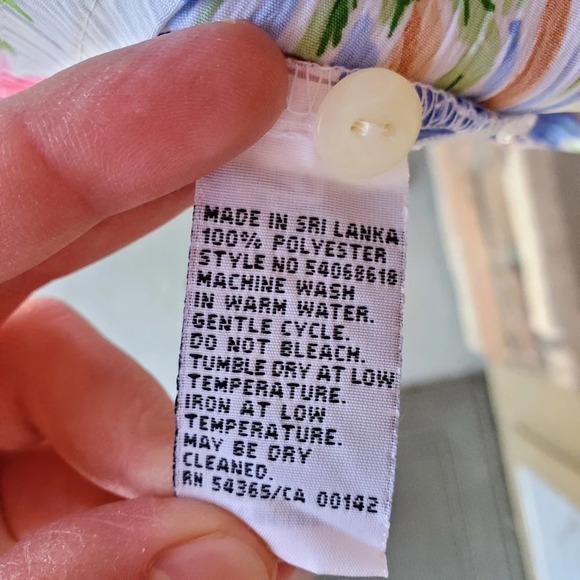 MADE IN SRI LANKA
100% POLYESTER
STYLE NO 54068618
MACHINE WASH
IN WARM WATER.
GENTLE CYCLE.
DO NOT BLEACH.
TUMBLE DRY AT LOW
TEMPERATURE.
IRON AT LOW
TEMPERATURE.
MAY BE DRY
CLEANED.
RN 54365/CA 00142